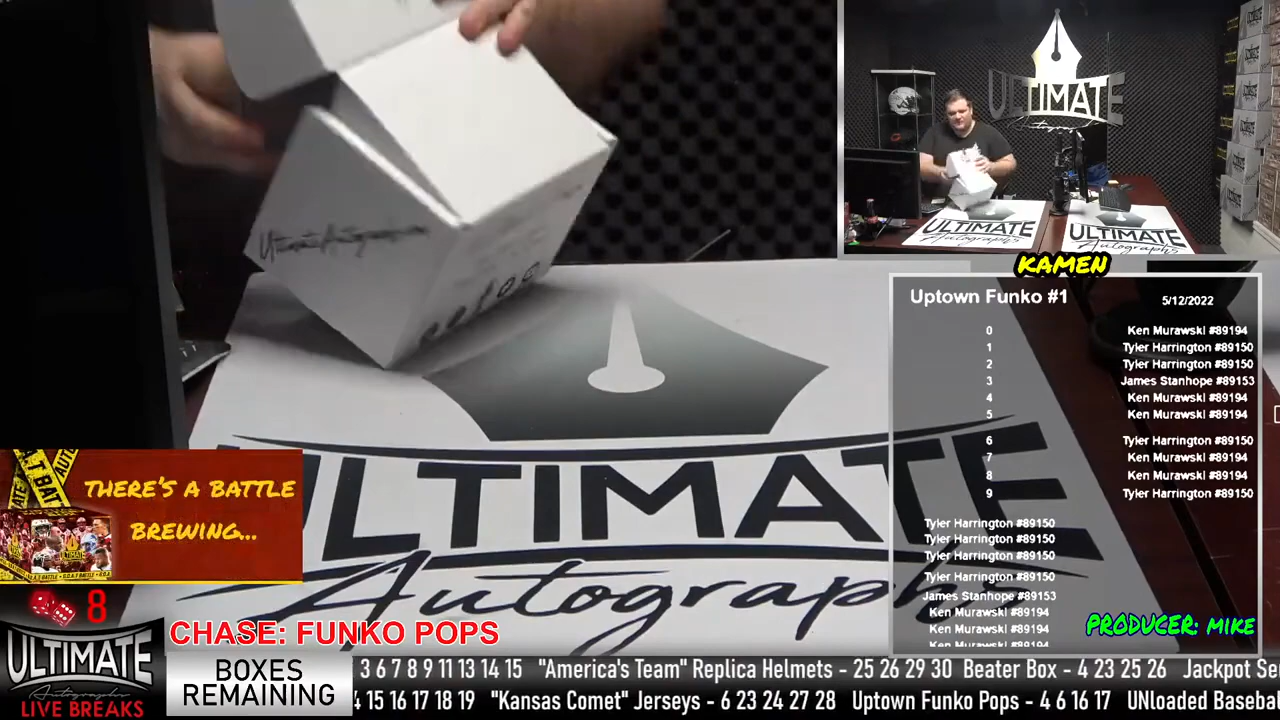 ULTIMATE
ULTIMATE
Autographs
ULTIMATE
Autographs
KAMEN
Uptown Funko #1 5/12/2022
0 Ken Murawski #89194
1 Tyler Harrington #89150
2 Tyler Harrington #89150
3 James Stanhope #89153
4 Ken Murawski #89194
5 Ken Murawski #89194
6 Tyler Harrington #89150
7 Ken Murawski #89194
8 Ken Murawski #89194
9 Tyler Harrington #89150
Tyler Harrington #89150
Tyler Harrington #89150
Tyler Harrington #89150
Tyler Harrington #89150
James Stanhope #89153
Ken Murawski #89194
Ken Murawski #89194
Ken Murawski #89194
PRODUCER: MIKE
Ultimate Autographs
ULTIMATE
Autographs
THERE'S A BATTLE
BREWING...
8
CHASE: FUNKO POPS
ULTIMATE
Autographs
LIVE BREAKS
BOXES
REMAINING
3 6 7 8 9 11 13 14 15 "America's Team" Replica Helmets - 25 26 29 30 Beater Box - 4 23 25 26 Jackpot Se
4 15 16 17 18 19 "Kansas Comet" Jerseys - 6 23 24 27 28 Uptown Funko Pops - 4 6 16 17 UNloaded Baseba